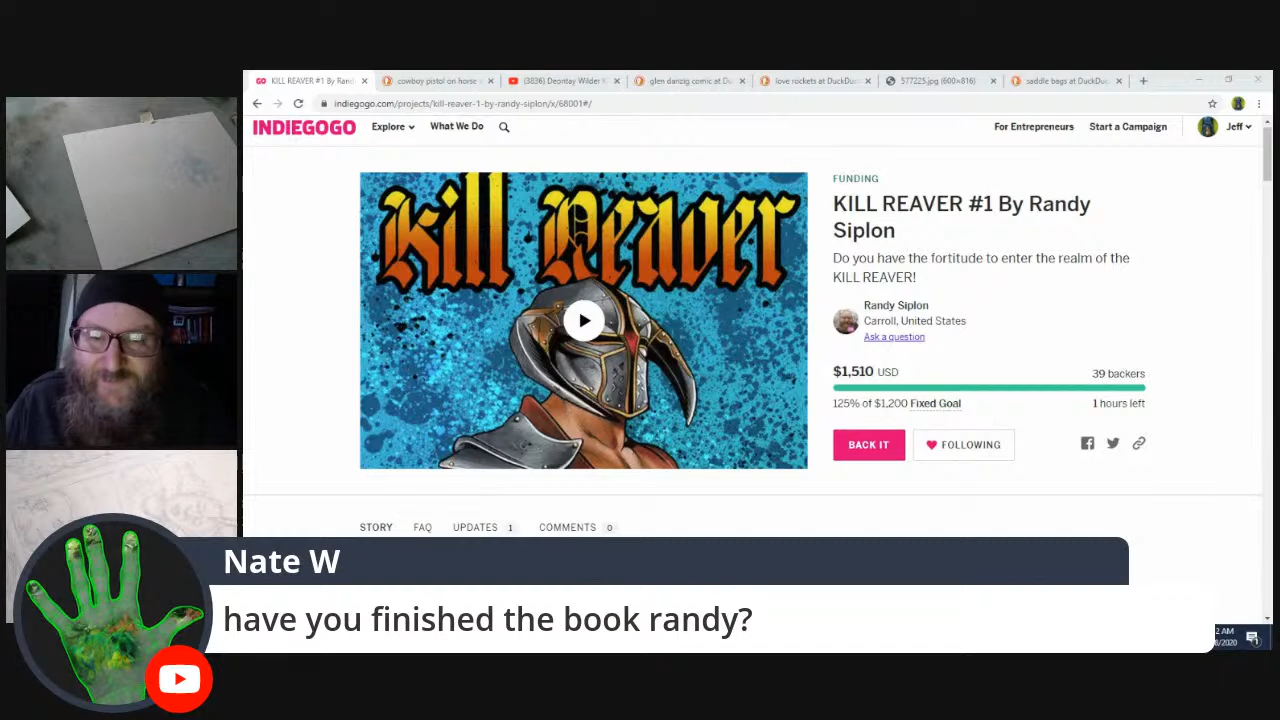 KILL REAVER #1 By Rand
cowboy pistol on horse
(3836) Deontay Wilder
glen danzig comic at Du
love rockets at DuckDu
577225.jpg (600×816)
saddle bags at DuckDu
indiegogo.com/projects/kill-reaver-1-by-randy-siplon/x/68001#/
INDIEGOGO
Explore
What We Do
For Entrepreneurs
Start a Campaign
Jeff
Kill Reaver
FUNDING
KILL REAVER #1 By Randy
Siplon
Do you have the fortitude to enter the realm of the
KILL REAVER!
Randy Siplon
Carroll, United States
Ask a question
$1,510 USD
39 backers
125% of $1,200 Fixed Goal
1 hours left
BACK IT
FOLLOWING
STORY
FAQ
UPDATES 1
COMMENTS 0
Nate W
have you finished the book randy?
2 AM
/2020